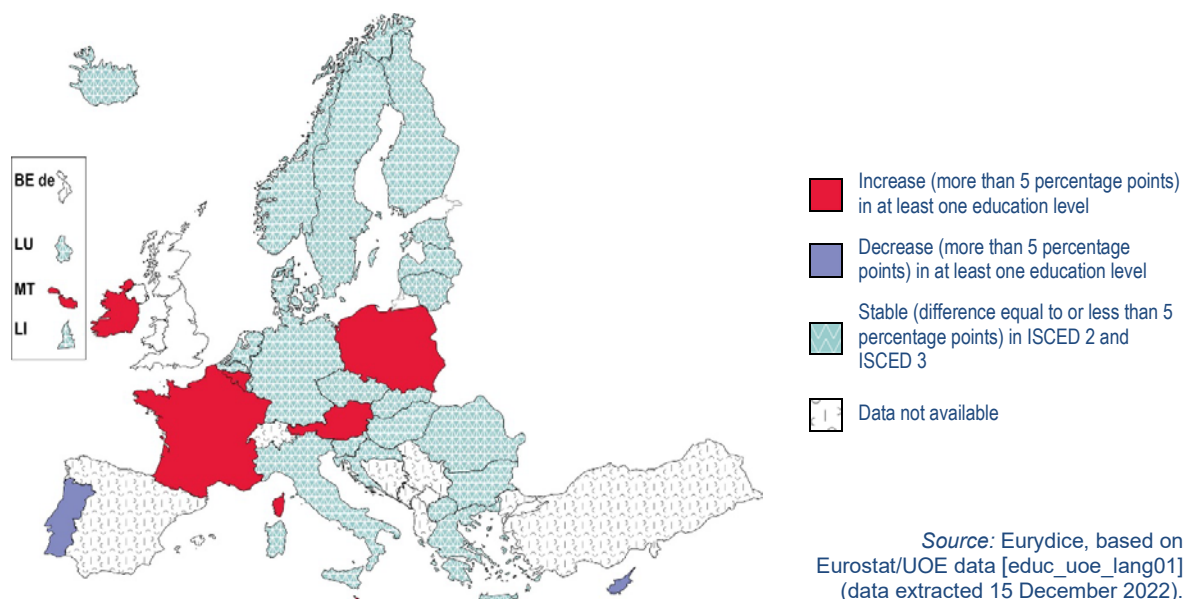 BE de
LU
MT
LI
Increase (more than 5 percentage points)
in at least one education level
Decrease (more than 5 percentage
points) in at least one education level
Stable (difference equal to or less than 5
percentage points) in ISCED 2 and
ISCED 3
Data not available
Source: Eurydice, based on
Eurostat/UOE data [educ_uoe_lang01]
(data extracted 15 December 2022).